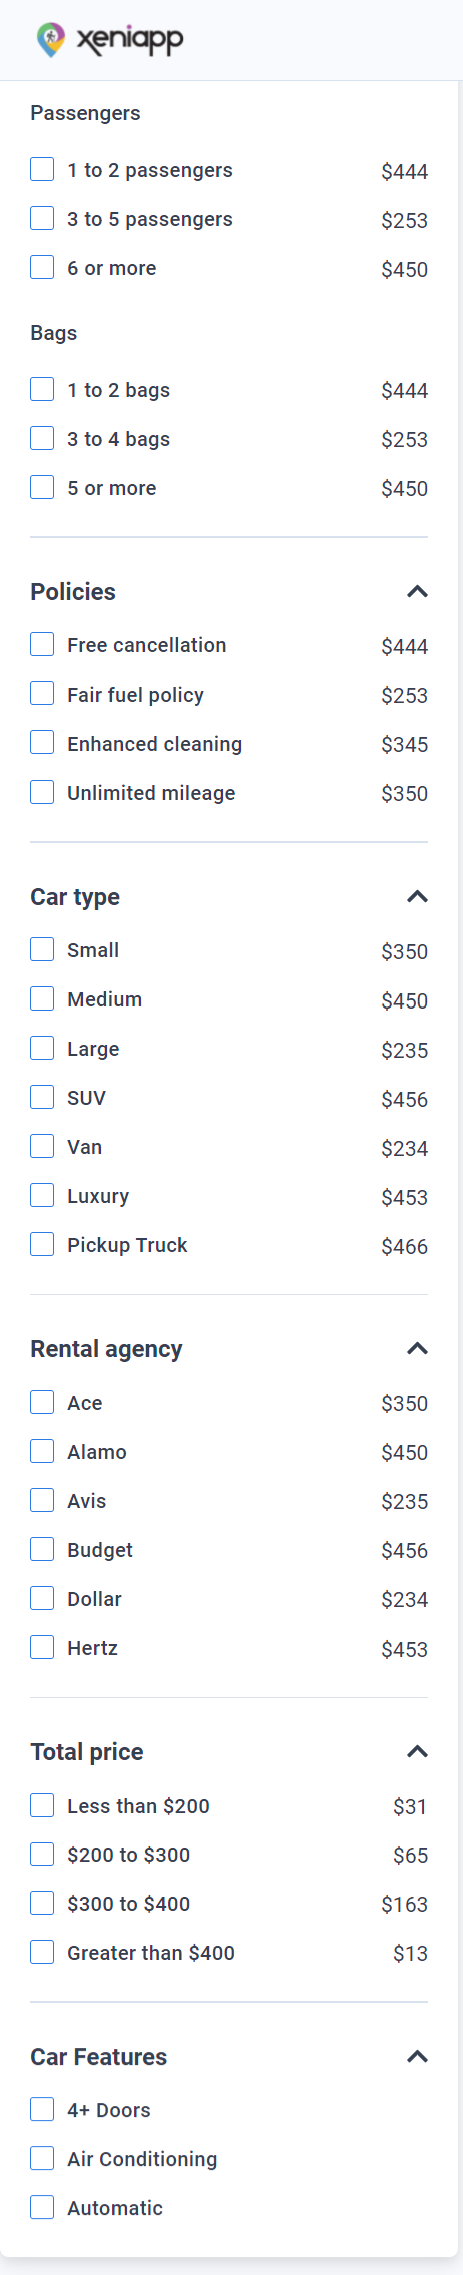 xeniapp
Passengers
1 to 2 passengers $444
3 to 5 passengers $253
6 or more $450
Bags
1 to 2 bags $444
3 to 4 bags $253
5 or more $450
Policies
Free cancellation $444
Fair fuel policy $253
Enhanced cleaning $345
Unlimited mileage $350
Car type
Small $350
Medium $450
Large $235
SUV $456
Van $234
Luxury $453
Pickup Truck $466
Rental agency
Ace $350
Alamo $450
Avis $235
Budget $456
Dollar $234
Hertz $453
Total price
Less than $200 $31
$200 to $300 $65
$300 to $400 $163
Greater than $400 $13
Car Features
4+ Doors
Air Conditioning
Automatic